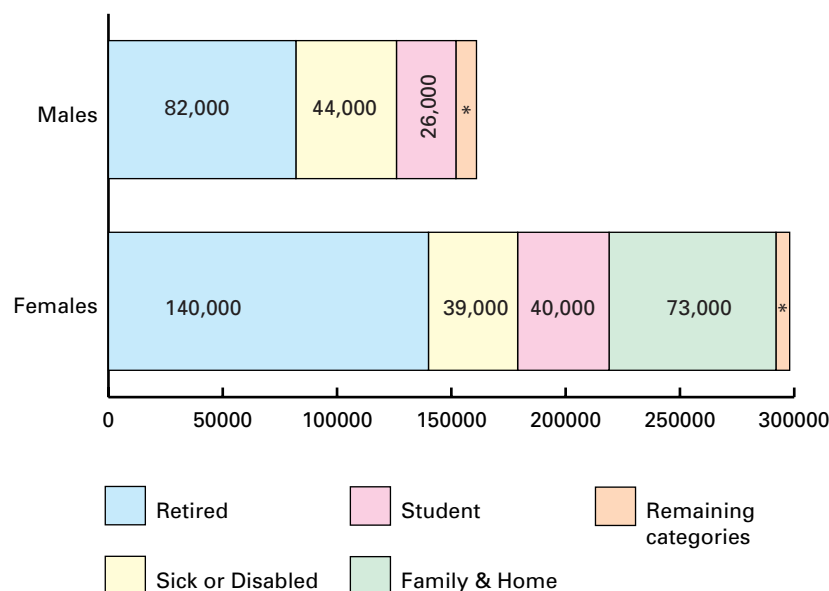 Males
82,000
44,000
26,000
*
Females
140,000
39,000
40,000
73,000
*
0 50000 100000 150000 200000 250000 300000
Retired
Student
Remaining
categories
Sick or Disabled
Family & Home